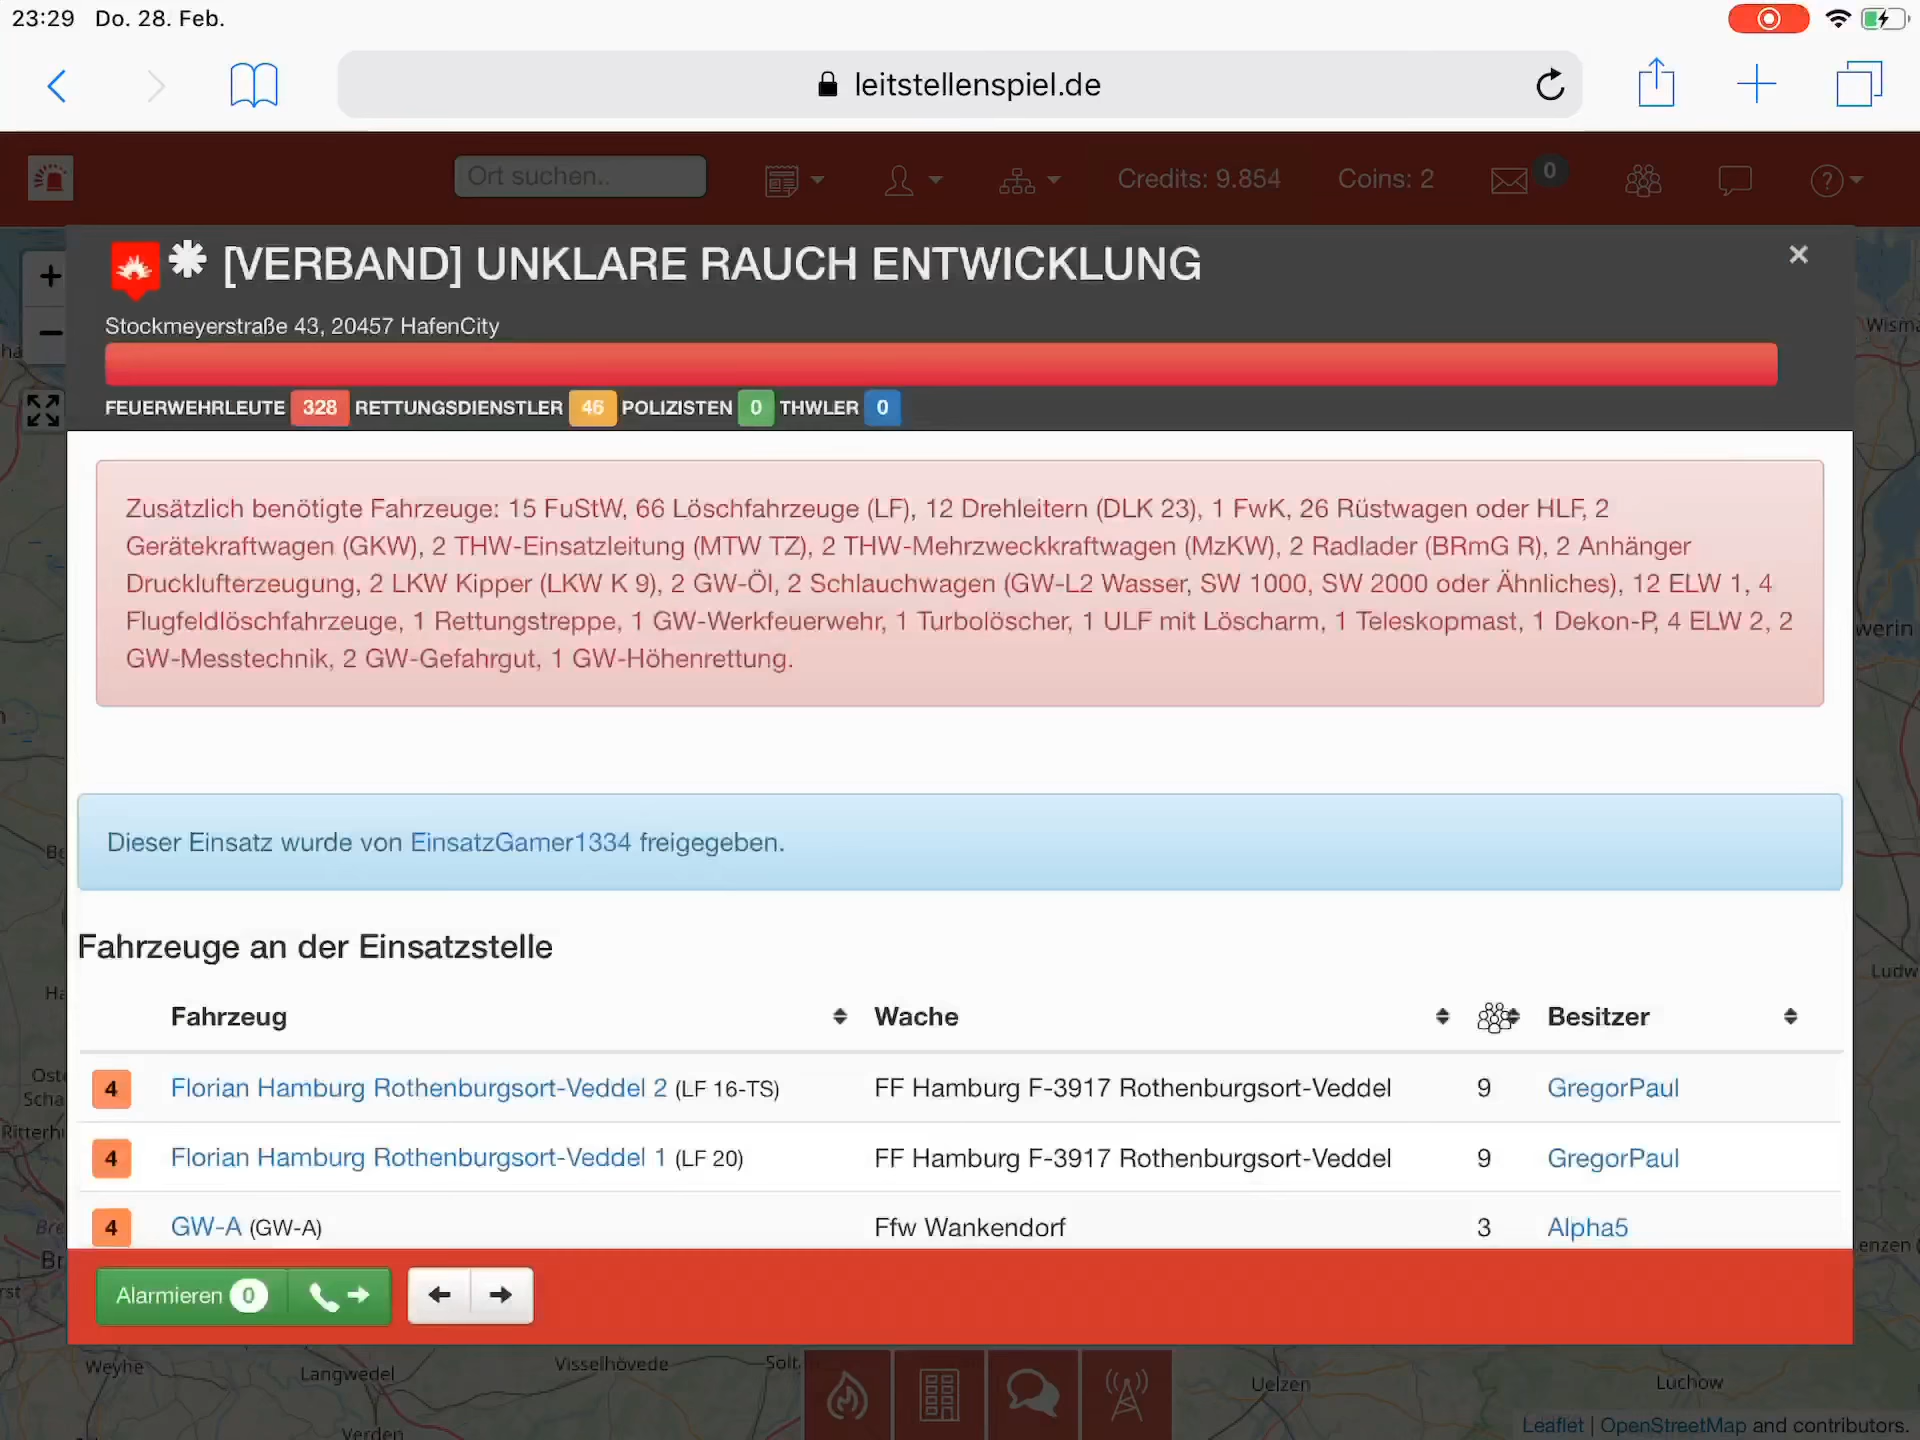 23:29 Do. 28. Feb.
leitstellenspiel.de
Ort suchen..
Credits: 9.854
Coins: 2
0
[VERBAND] UNKLARE RAUCH ENTWICKLUNG
Stockmeyerstraße 43, 20457 HafenCity
FEUERWEHRLEUTE 328 RETTUNGSDIENSTLER 46 POLIZISTEN 0 THWLER 0
Zusätzlich benötigte Fahrzeuge: 15 FuStW, 66 Löschfahrzeuge (LF), 12 Drehleitern (DLK 23), 1 FwK, 26 Rüstwagen oder HLF, 2
Gerätekraftwagen (GKW), 2 THW-Einsatzleitung (MTW TZ), 2 THW-Mehrzweckkraftwagen (MzKW), 2 Radlader (BRmG R), 2 Anhänger
Drucklufterzeugung, 2 LKW Kipper (LKW K 9), 2 GW-Öl, 2 Schlauchwagen (GW-L2 Wasser, SW 1000, SW 2000 oder Ähnliches), 12 ELW 1, 4
Flugfeldlöschfahrzeuge, 1 Rettungstreppe, 1 GW-Werkfeuerwehr, 1 Turbolöscher, 1 ULF mit Löscharm, 1 Teleskopmast, 1 Dekon-P, 4 ELW 2, 2
GW-Messtechnik, 2 GW-Gefahrgut, 1 GW-Höhenrettung.
Dieser Einsatz wurde von EinsatzGamer1334 freigegeben.
Fahrzeuge an der Einsatzstelle
Fahrzeug Wache Besitzer
4 Florian Hamburg Rothenburgsort-Veddel 2 (LF 16-TS) FF Hamburg F-3917 Rothenburgsort-Veddel 9 GregorPaul
4 Florian Hamburg Rothenburgsort-Veddel 1 (LF 20) FF Hamburg F-3917 Rothenburgsort-Veddel 9 GregorPaul
4 GW-A (GW-A) Ffw Wankendorf 3 Alpha5
Alarmieren 0
Wism
werin
Ludw
enzen (
Ritterh
Weyhe
Langwedel
Visselhövede
Solt
Verden
Uelzen
Luchow
Leaflet | OpenStreetMap and contributors.